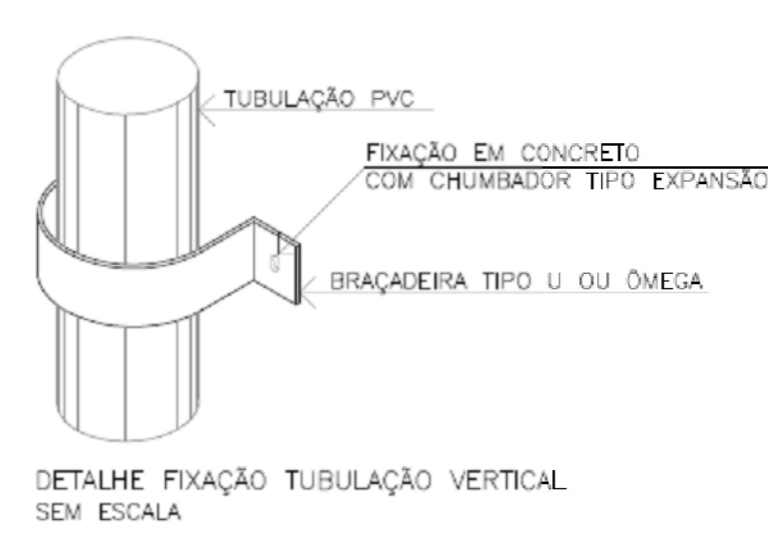 TUBULAÇÃO PVC
FIXAÇÃO EM CONCRETO
COM CHUMBADOR TIPO EXPANSÃO
BRAÇADEIRA TIPO U OU ÔMEGA
DETALHE FIXAÇÃO TUBULAÇÃO VERTICAL
SEM ESCALA